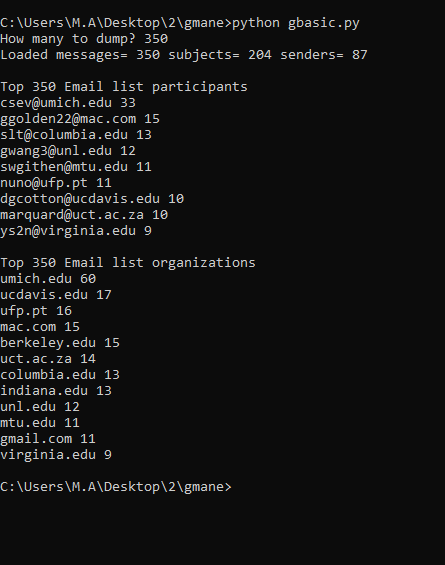 C:\Users\M.A\Desktop\2\gmane>python gbasic.py
How many to dump? 350
Loaded messages= 350 subjects= 204 senders= 87
Top 350 Email list participants
csev@umich.edu 33
ggolden22@mac.com 15
slt@columbia.edu 13
gwang3@unl.edu 12
swgithen@mtu.edu 11
nuno@ufp.pt 11
dgcotton@ucdavis.edu 10
marquard@uct.ac.za 10
ys2n@virginia.edu 9
Top 350 Email list organizations
umich.edu 60
ucdavis.edu 17
ufp.pt 16
mac.com 15
berkeley.edu 15
uct.ac.za 14
columbia.edu 13
indiana.edu 13
unl.edu 12
mtu.edu 11
gmail.com 11
virginia.edu 9
C:\Users\M.A\Desktop\2\gmane>